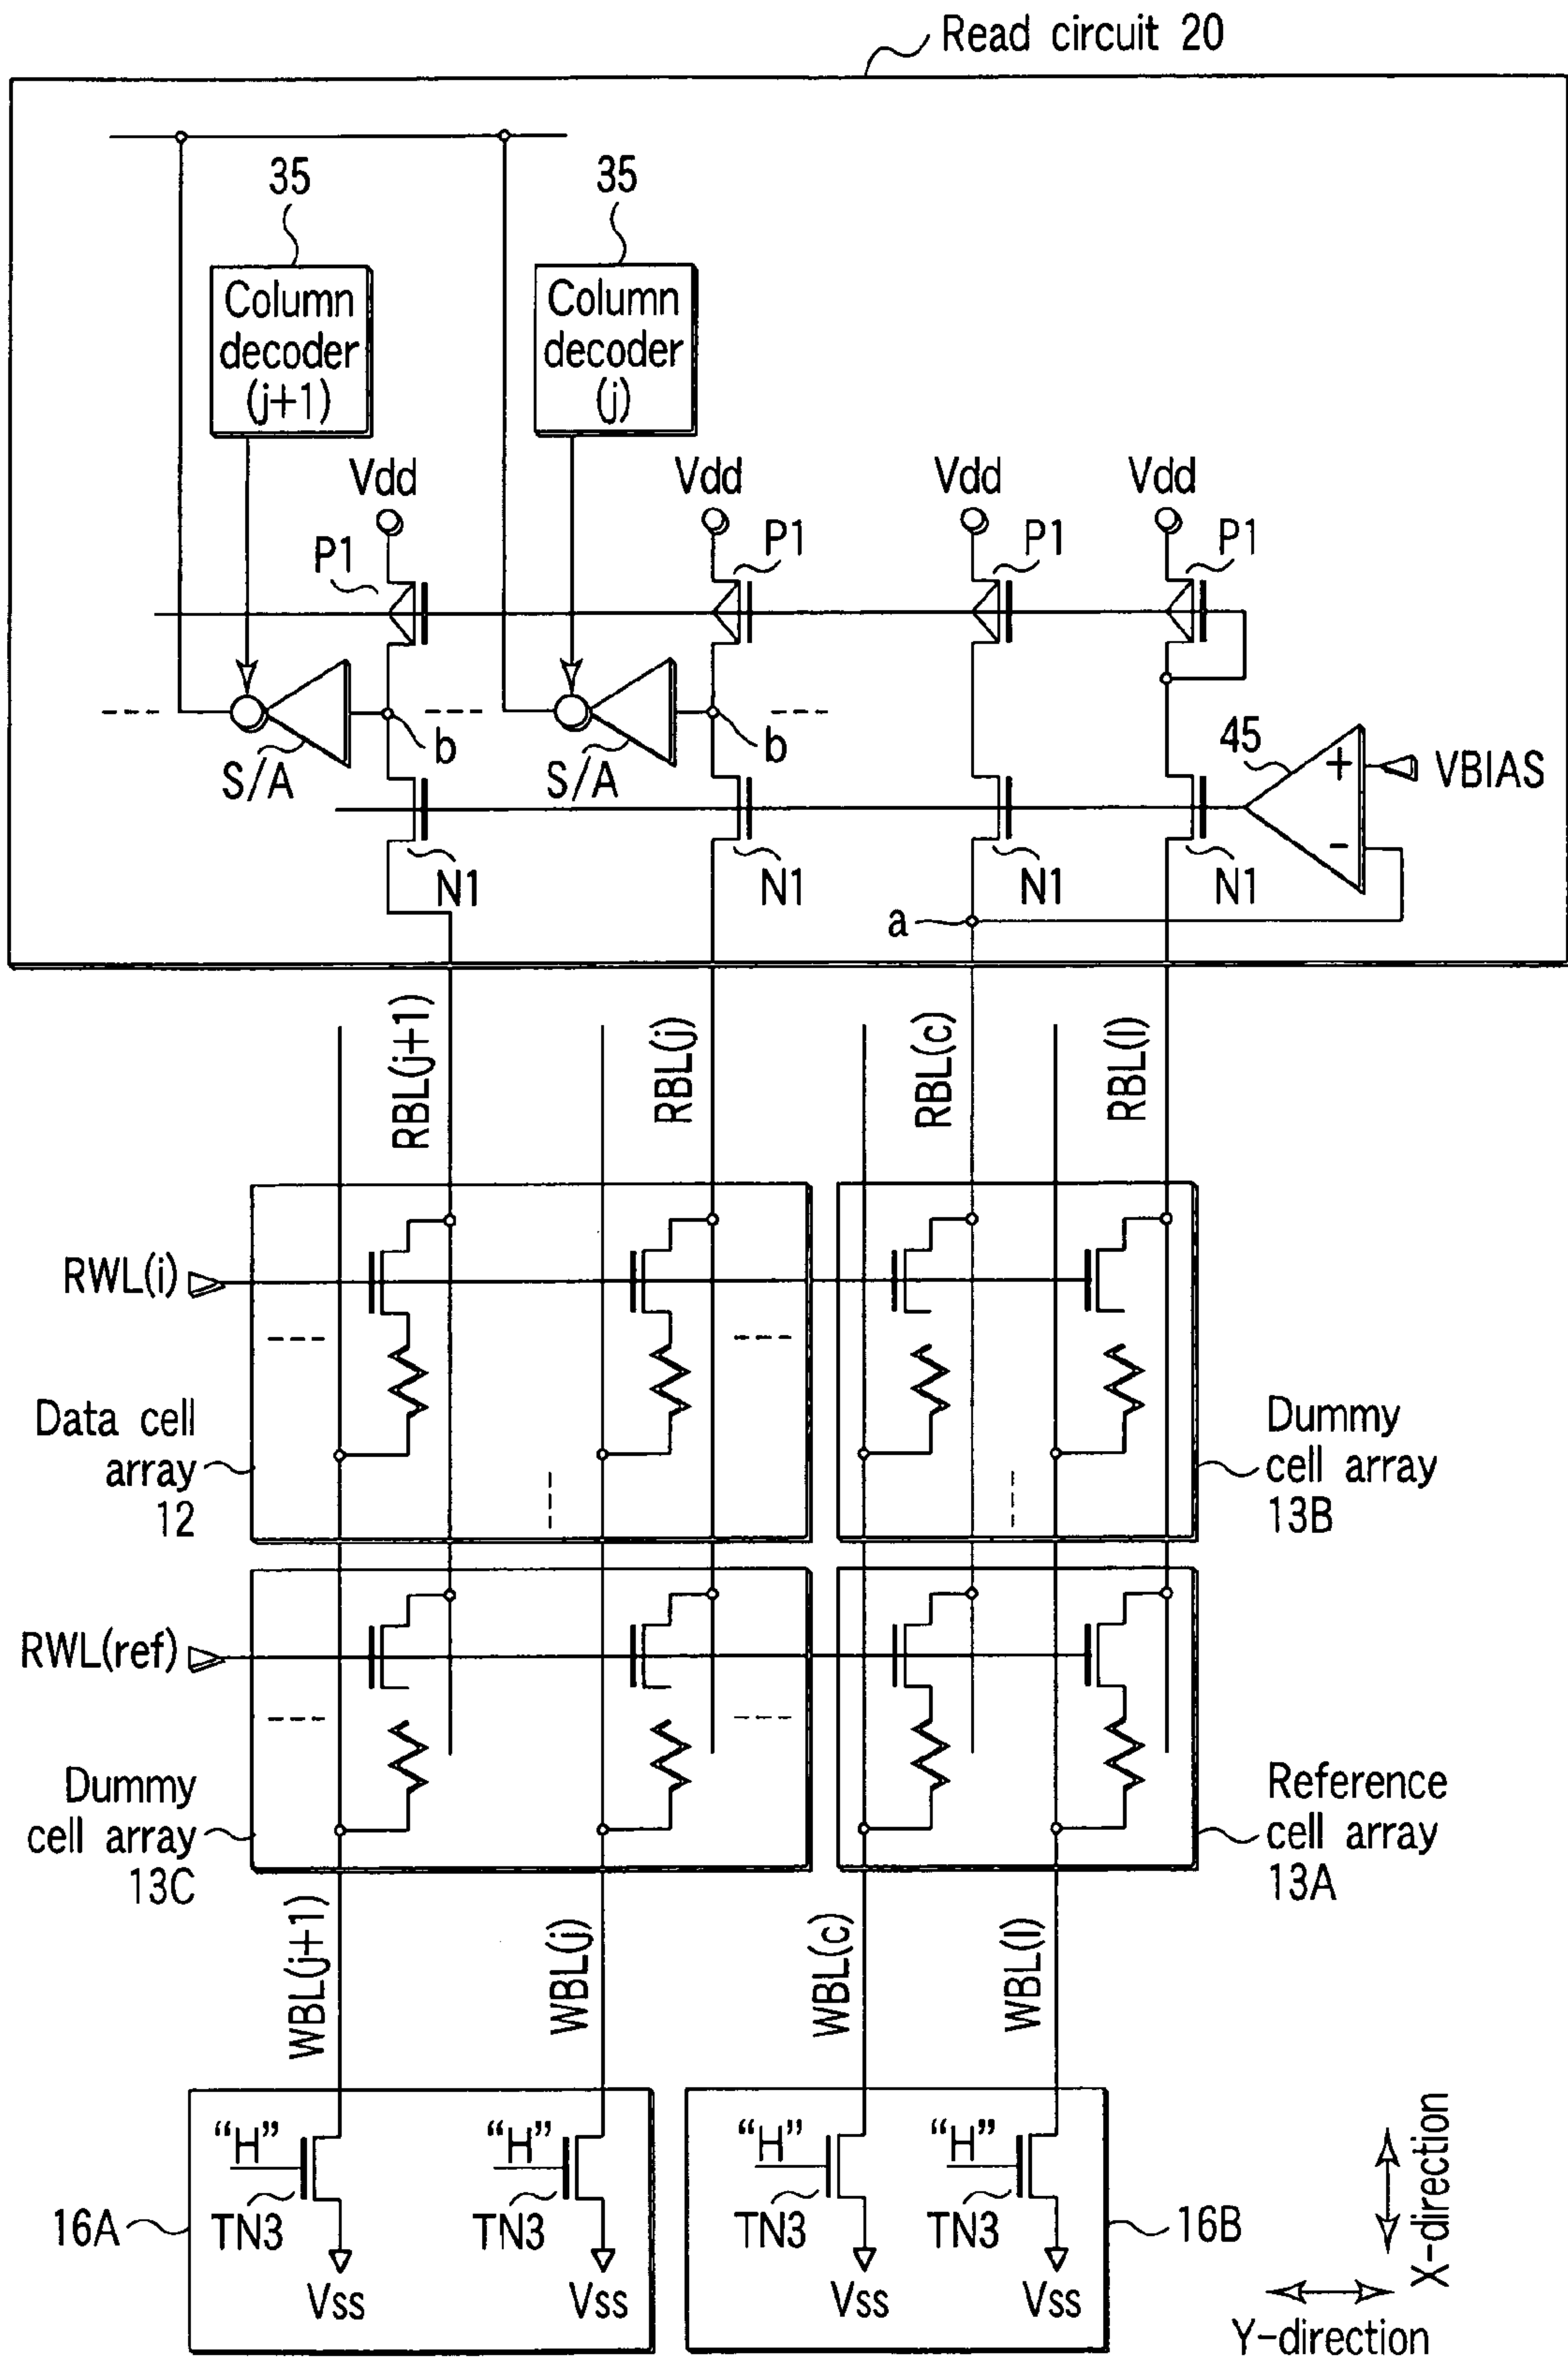 Read circuit 20
35
35
Column
decoder
(j+1)
Column
decoder
(j)
Vdd
Vdd
Vdd
Vdd
P1
P1
P1
P1
S/A
b
S/A
b
45
+
-
VBIAS
N1
N1
N1
N1
a
RBL(j+1)
RBL(j)
RBL(c)
RBL(l)
RWL(i)
Data cell
array
12
Dummy
cell array
13B
RWL(ref)
Dummy
cell array
13C
Reference
cell array
13A
WBL(j+1)
WBL(j)
WBL(c)
WBL(l)
“H”
“H”
“H”
“H”
TN3
TN3
TN3
TN3
16A
16B
Vss
Vss
Vss
Vss
X-direction
Y-direction